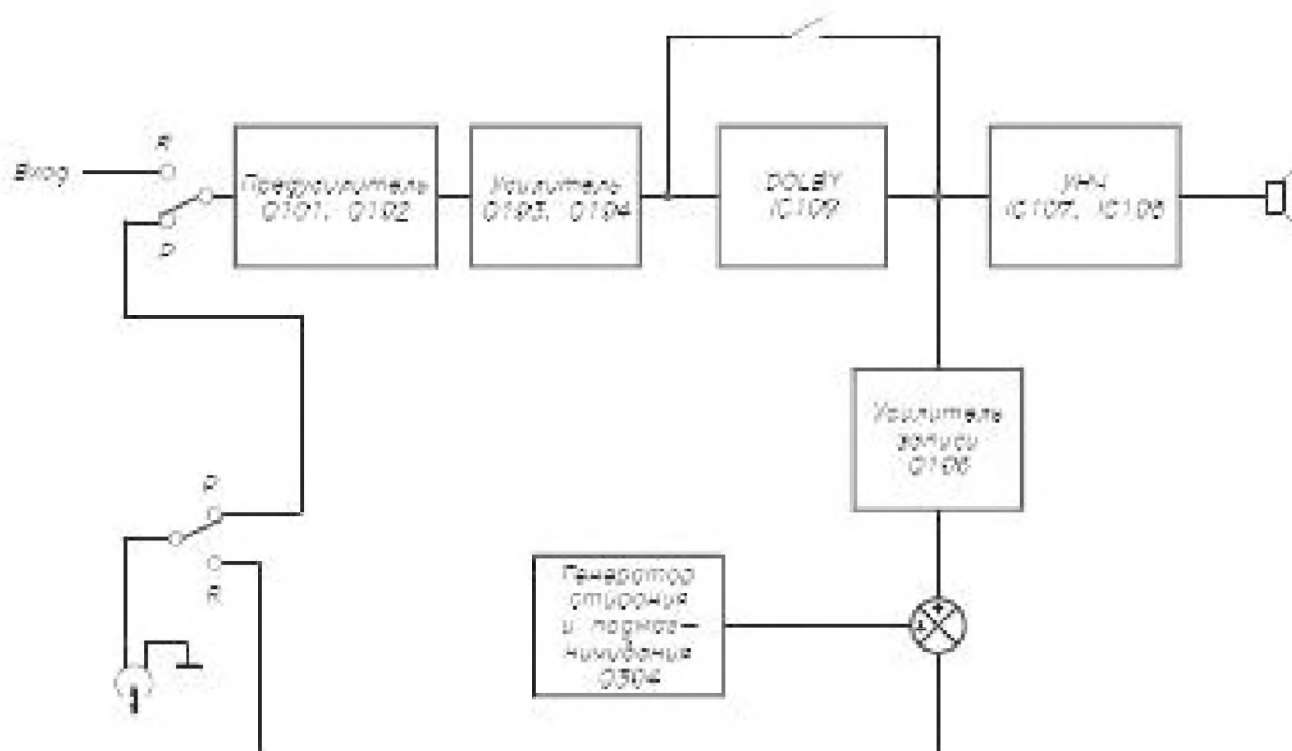 R
Вход
P
Предусилитель
Q101, Q102
Усилитель
Q103, Q104
DOLBY
IC109
УНЧ
IC107, IC108
Усилитель
записи
Q106
P
R
Генератор
стирания
и подмаг-
ничивания
Q304